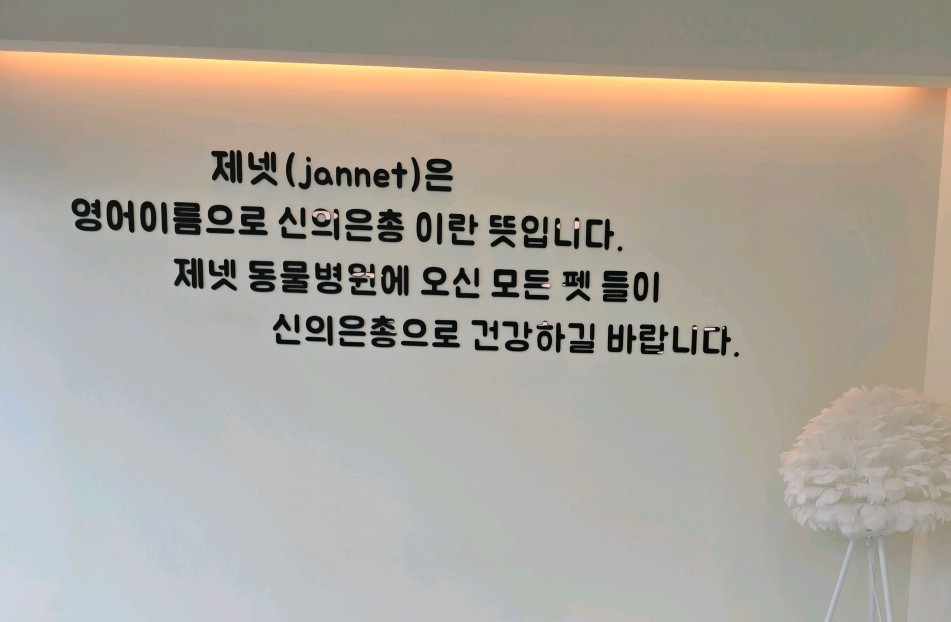 제넷(jannet)은
영어이름으로 신의은총 이란 뜻입니다.
제넷 동물병원에 오신 모든 펫 들이
신의은총으로 건강하길 바랍니다.